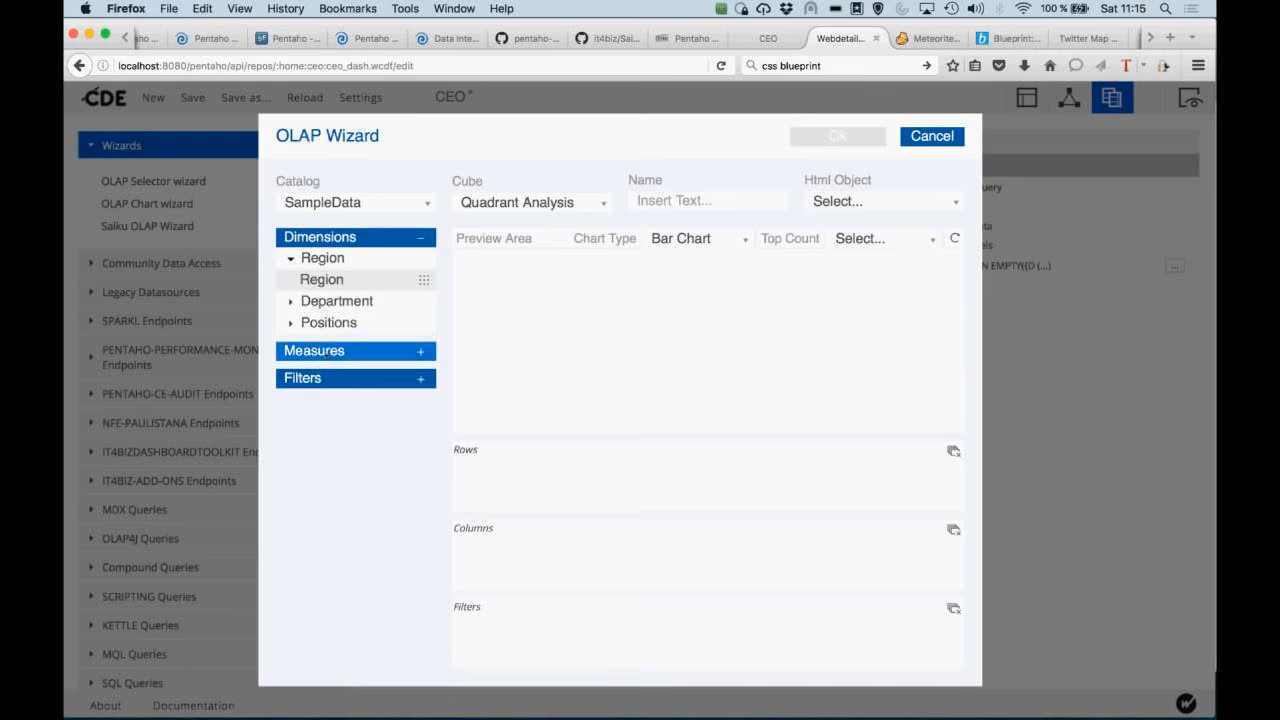 Firefox File Edit View History Bookmarks Tools Window Help 100 % Sat 11:15
ho ... Pentaho ... Pentaho -... Pentaho ... Data Inte... pentaho-... it4biz/Sai... Pentaho ... CEO Webdetail... Meteorite... Blueprint:... Twitter Map ...
localhost:8080/pentaho/api/repos/:home:ceo:ceo_dash.wcdf/edit css blueprint
CDE New Save Save as... Reload Settings CEO*
OLAP Wizard Ok Cancel
Wizards
OLAP Selector wizard
OLAP Chart wizard
Saiku OLAP Wizard
Community Data Access
Legacy Datasources
SPARKL Endpoints
PENTAHO-PERFORMANCE-MON
Endpoints
PENTAHO-CE-AUDIT Endpoints
NFE-PAULISTANA Endpoints
IT4BIZDASHBOARDTOOLKIT En
IT4BIZ-ADD-ONS Endpoints
MDX Queries
OLAP4J Queries
Compound Queries
SCRIPTING Queries
KETTLE Queries
MQL Queries
SQL Queries
Catalog Cube Name Html Object
SampleData Quadrant Analysis Insert Text... Select...
Dimensions −
Region
Region
Department
Positions
Measures +
Filters +
Preview Area Chart Type Bar Chart Top Count Select...
Rows
Columns
Filters
uery
els
N EMPTY({D (...) ...
About Documentation